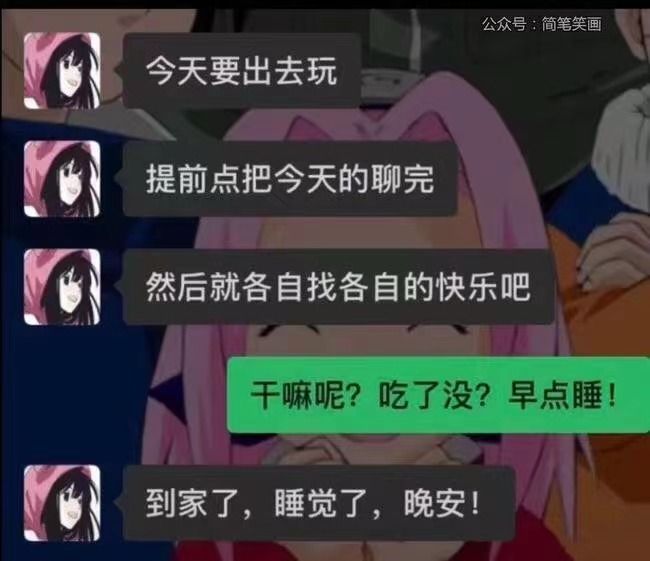 公众号：简笔笑画
今天要出去玩
提前点把今天的聊完
然后就各自找各自的快乐吧
干嘛呢？吃了没？早点睡！
到家了，睡觉了，晚安！